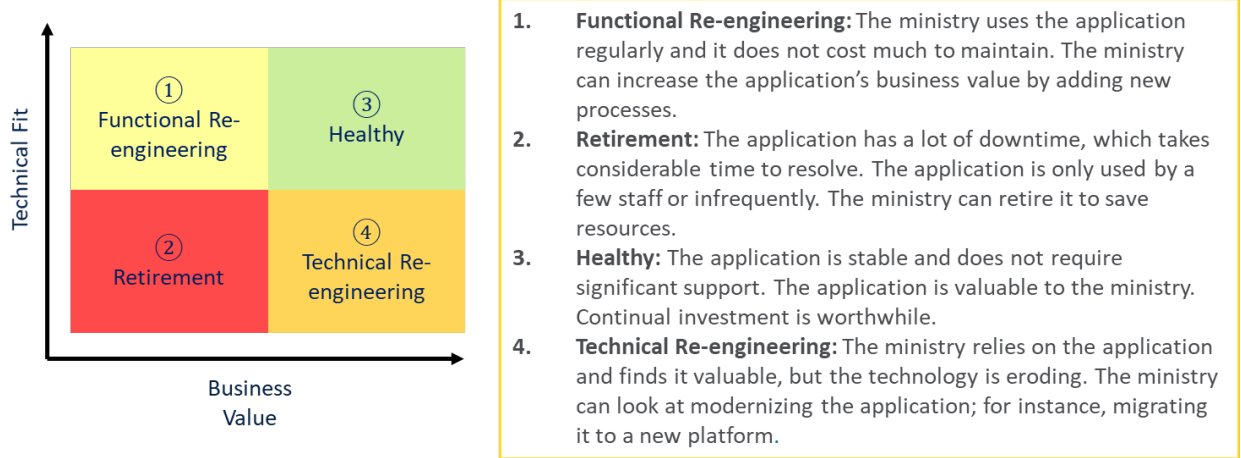 Technical Fit
①
Functional Re-
engineering
③
Healthy
②
Retirement
④
Technical Re-
engineering
Business
Value
1. Functional Re-engineering: The ministry uses the application
regularly and it does not cost much to maintain. The ministry
can increase the application’s business value by adding new
processes.
2. Retirement: The application has a lot of downtime, which takes
considerable time to resolve. The application is only used by a
few staff or infrequently. The ministry can retire it to save
resources.
3. Healthy: The application is stable and does not require
significant support. The application is valuable to the ministry.
Continual investment is worthwhile.
4. Technical Re-engineering: The ministry relies on the application
and finds it valuable, but the technology is eroding. The ministry
can look at modernizing the application; for instance, migrating
it to a new platform.